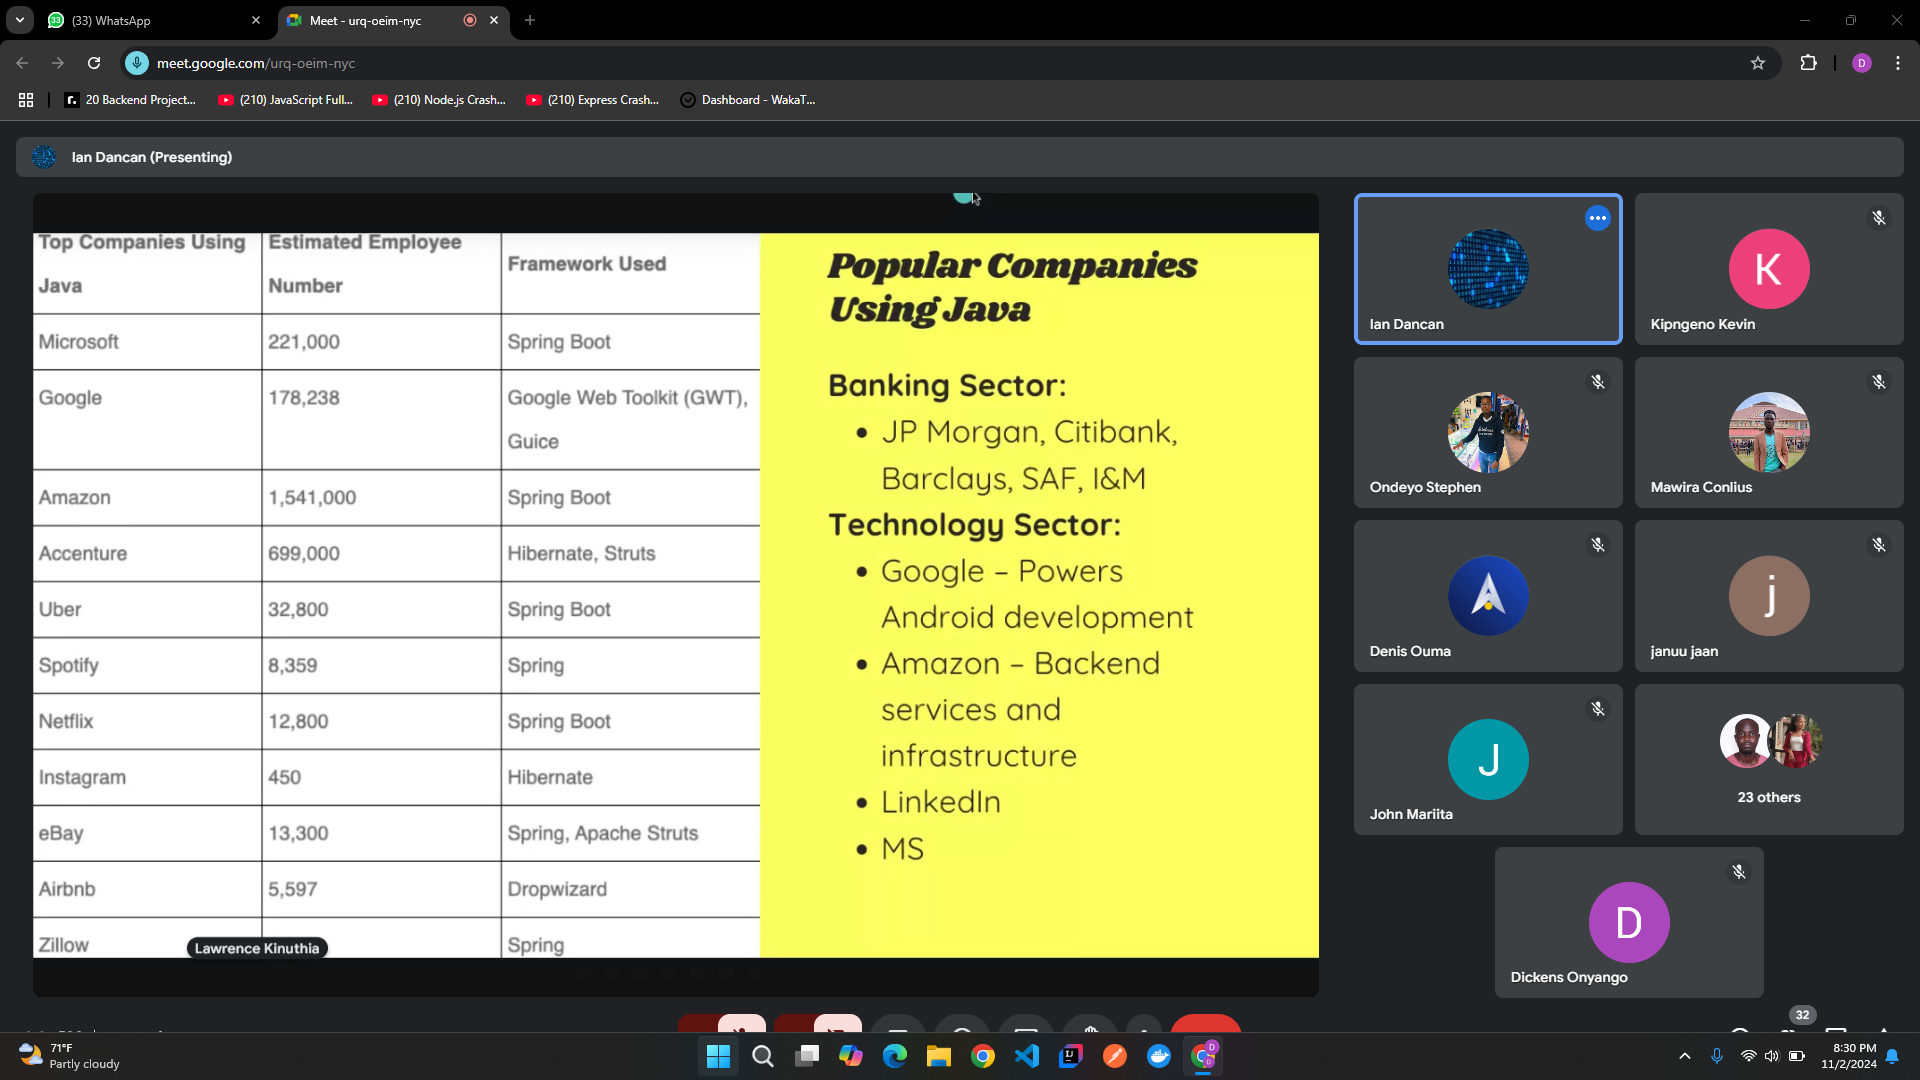 (33) WhatsApp
Meet - urq-oeim-nyc
meet.google.com/urq-oeim-nyc
D
20 Backend Project...
(210) JavaScript Full...
(210) Node.js Crash...
(210) Express Crash...
Dashboard - WakaT...
Ian Dancan (Presenting)
Top Companies Using Java
Estimated Employee Number
Framework Used
Microsoft
221,000
Spring Boot
Google
178,238
Google Web Toolkit (GWT),
Guice
Amazon
1,541,000
Spring Boot
Accenture
699,000
Hibernate, Struts
Uber
32,800
Spring Boot
Spotify
8,359
Spring
Netflix
12,800
Spring Boot
Instagram
450
Hibernate
eBay
13,300
Spring, Apache Struts
Airbnb
5,597
Dropwizard
Zillow
Spring
Lawrence Kinuthia
Popular Companies
Using Java
Banking Sector:
• JP Morgan, Citibank,
Barclays, SAF, I&M
Technology Sector:
• Google – Powers
Android development
• Amazon – Backend
services and
infrastructure
• LinkedIn
• MS
Ian Dancan
K
Kipngeno Kevin
Ondeyo Stephen
Mawira Conlius
Denis Ouma
j
januu jaan
J
John Mariita
23 others
D
Dickens Onyango
32
71°F
Partly cloudy
8:30 PM
11/2/2024